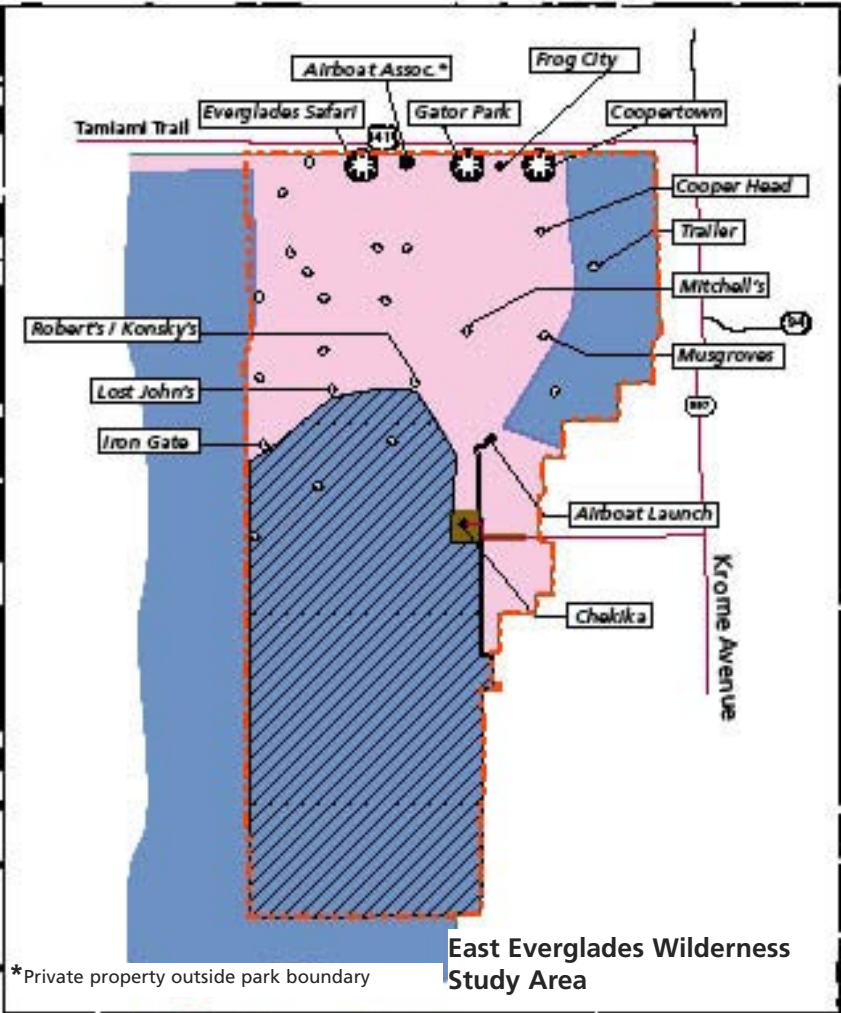 Frog City
Airboat Assoc.*
Everglades Safari
Gator Park
Coopertown
Tamiami Trail
41
Cooper Head
Trailer
Mitchell's
94
Robert's / Konsky's
Musgroves
Lost John's
997
Iron Gate
Airboat Launch
Chekika
Krome Avenue
East Everglades Wilderness
Study Area
*Private property outside park boundary